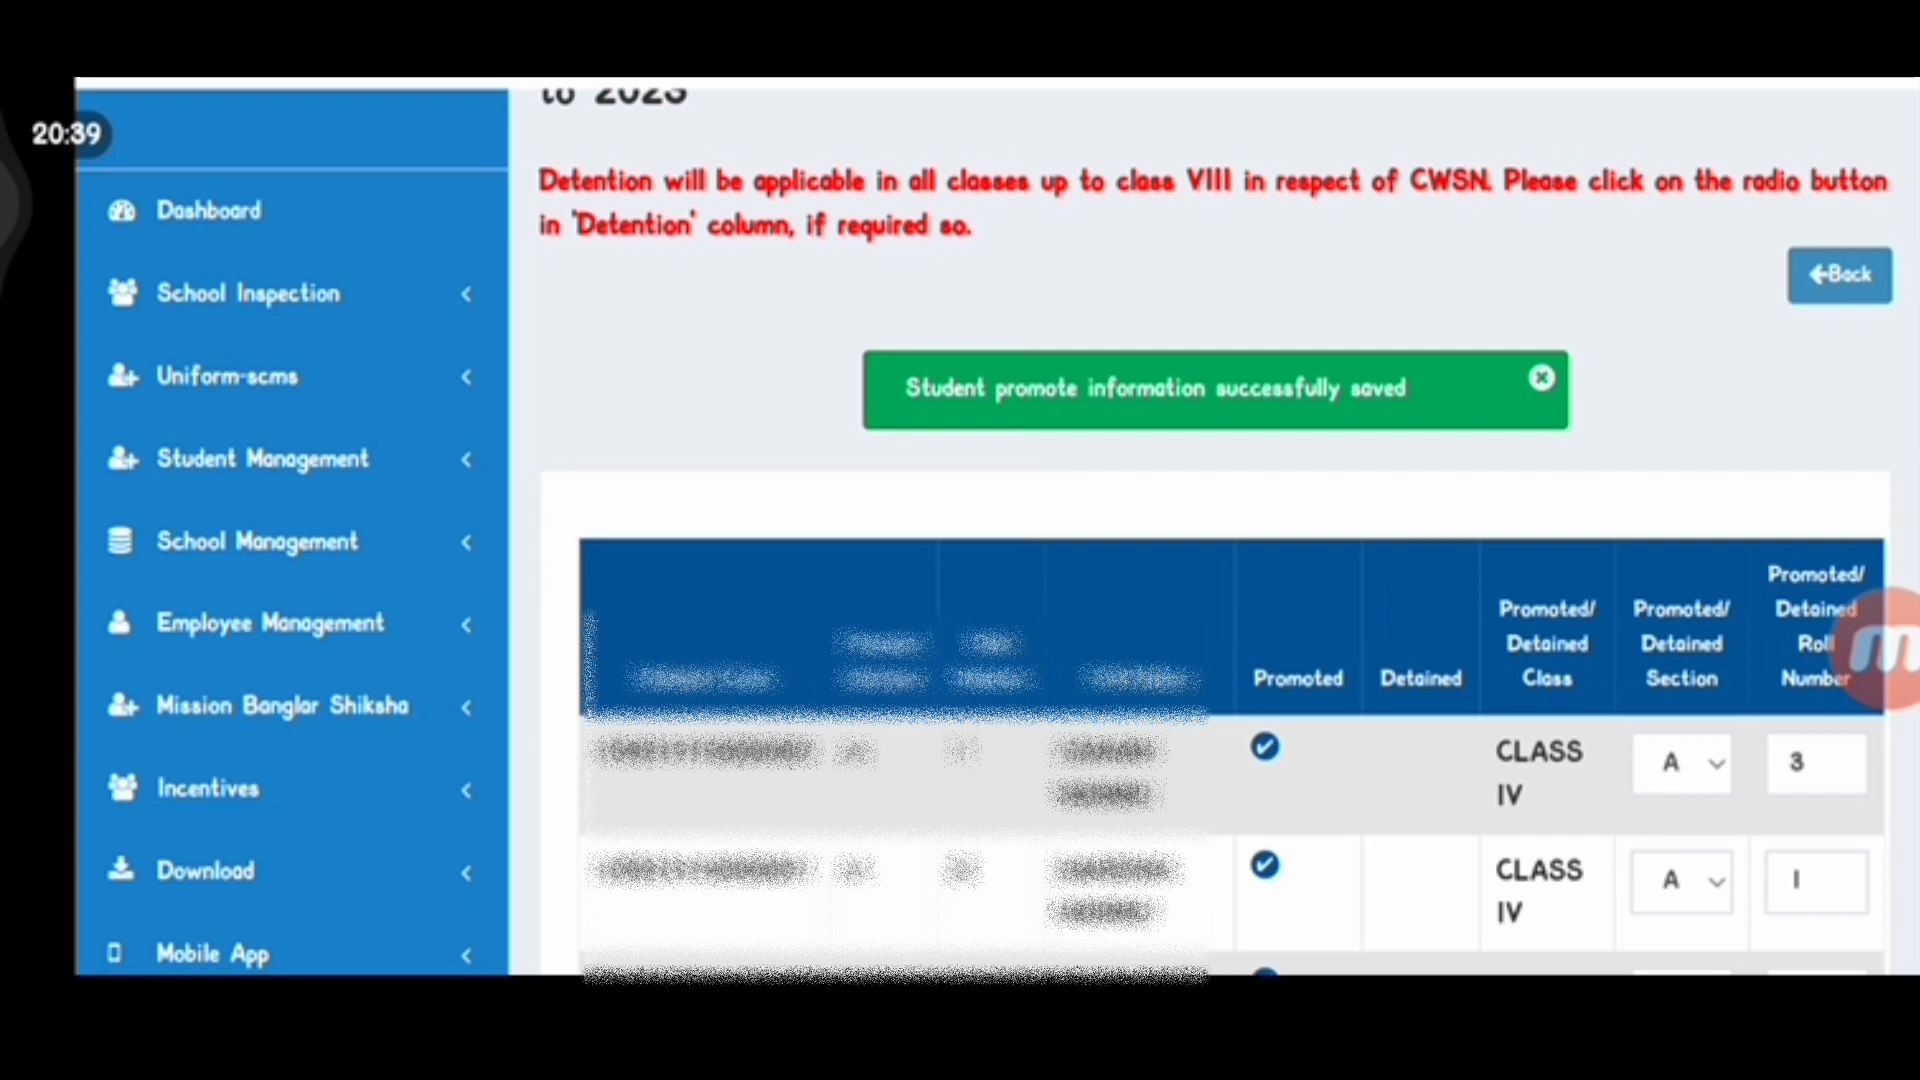 to 2023
20:39
Detention will be applicable in all classes up to class VIII in respect of CWSN. Please click on the radio button
in 'Detention' column, if required so.
Back
Student promote information successfully saved
Dashboard
School Inspection
Uniform-scms
Student Management
School Management
Employee Management
Mission Banglar Shiksha
Incentives
Download
Mobile App
Promoted
Detained
Promoted/
Detained
Class
Promoted/
Detained
Section
Promoted/
Detained
Roll
Number
CLASS
IV
A
3
CLASS
IV
A
1